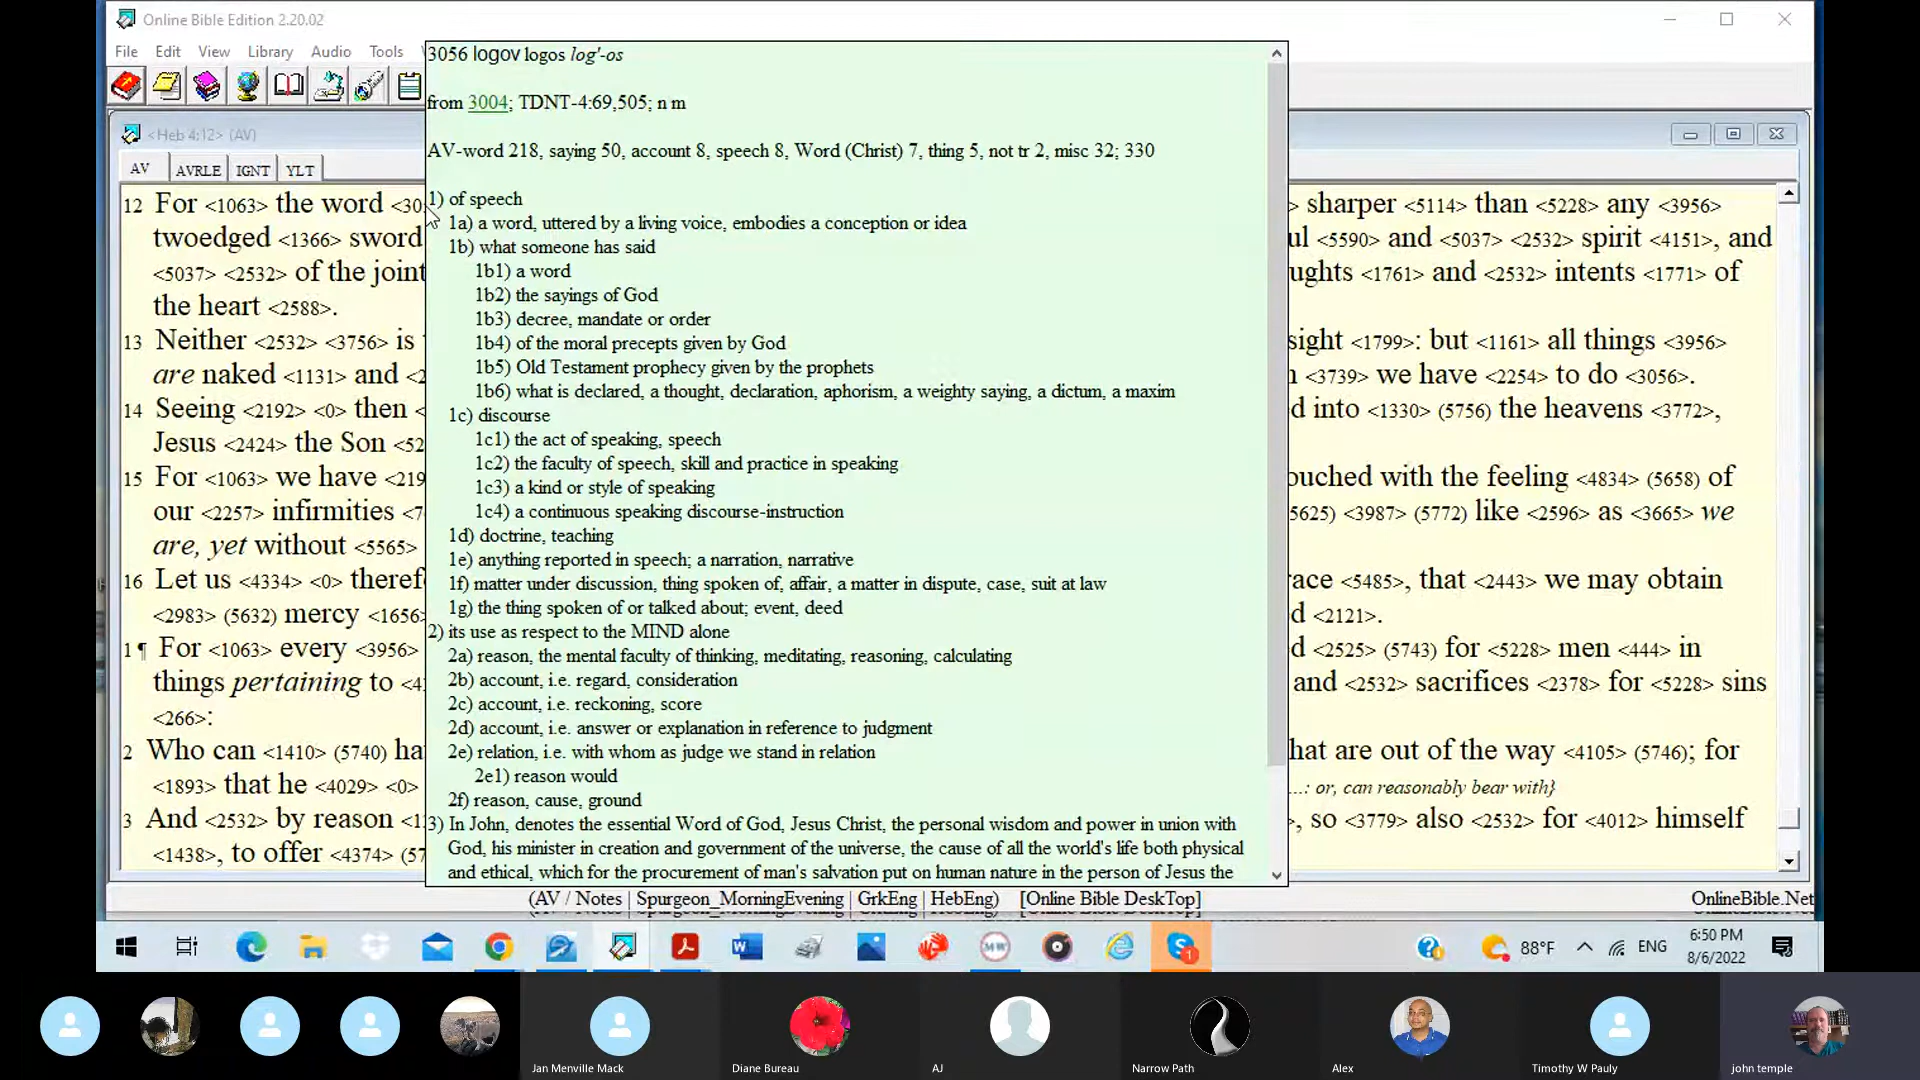 Online Bible Edition 2.20.02
File Edit View Library Audio Tools
<Heb 4:12> (AV)
AV AVRLE IGNT YLT
12 For <1063> the word <30
twoedged <1366> sword
<5037> <2532> of the joint
the heart <2588>.
13 Neither <2532> <3756> is
are naked <1131> and <2
14 Seeing <2192> <0> then
Jesus <2424> the Son <52
15 For <1063> we have <219
our <2257> infirmities <7
are, yet without <5565>
16 Let us <4334> <0> theref
<2983> (5632) mercy <1656>
1 ¶ For <1063> every <3956>
things pertaining to <4
<266>:
2 Who can <1410> (5740) ha
<1893> that he <4029> <0>
3 And <2532> by reason <1
<1438>, to offer <4374> (57
3056 logov logos log'-os
from 3004; TDNT-4:69,505; n m
AV-word 218, saying 50, account 8, speech 8, Word (Christ) 7, thing 5, not tr 2, misc 32; 330
1) of speech
1a) a word, uttered by a living voice, embodies a conception or idea
1b) what someone has said
1b1) a word
1b2) the sayings of God
1b3) decree, mandate or order
1b4) of the moral precepts given by God
1b5) Old Testament prophecy given by the prophets
1b6) what is declared, a thought, declaration, aphorism, a weighty saying, a dictum, a maxim
1c) discourse
1c1) the act of speaking, speech
1c2) the faculty of speech, skill and practice in speaking
1c3) a kind or style of speaking
1c4) a continuous speaking discourse-instruction
1d) doctrine, teaching
1e) anything reported in speech; a narration, narrative
1f) matter under discussion, thing spoken of, affair, a matter in dispute, case, suit at law
1g) the thing spoken of or talked about; event, deed
2) its use as respect to the MIND alone
2a) reason, the mental faculty of thinking, meditating, reasoning, calculating
2b) account, i.e. regard, consideration
2c) account, i.e. reckoning, score
2d) account, i.e. answer or explanation in reference to judgment
2e) relation, i.e. with whom as judge we stand in relation
2e1) reason would
2f) reason, cause, ground
3) In John, denotes the essential Word of God, Jesus Christ, the personal wisdom and power in union with
God, his minister in creation and government of the universe, the cause of all the world's life both physical
and ethical, which for the procurement of man's salvation put on human nature in the person of Jesus the
> sharper <5114> than <5228> any <3956>
ul <5590> and <5037> <2532> spirit <4151>, and
ughts <1761> and <2532> intents <1771> of
sight <1799>: but <1161> all things <3956>
n <3739> we have <2254> to do <3056>.
d into <1330> (5756) the heavens <3772>,
ouched with the feeling <4834> (5658) of
(5625) <3987> (5772) like <2596> as <3665> we
race <5485>, that <2443> we may obtain
d <2121>.
d <2525> (5743) for <5228> men <444> in
and <2532> sacrifices <2378> for <5228> sins
hat are out of the way <4105> (5746); for
...: or, can reasonably bear with}
>, so <3779> also <2532> for <4012> himself
(AV / Notes | Spurgeon_MorningEvening | GrkEng | HebEng) [Online Bible DeskTop]
OnlineBible.Net
88°F ENG 6:50 PM
8/6/2022
Jan Menville Mack
Diane Bureau
AJ
Narrow Path
Alex
Timothy W Pauly
john temple